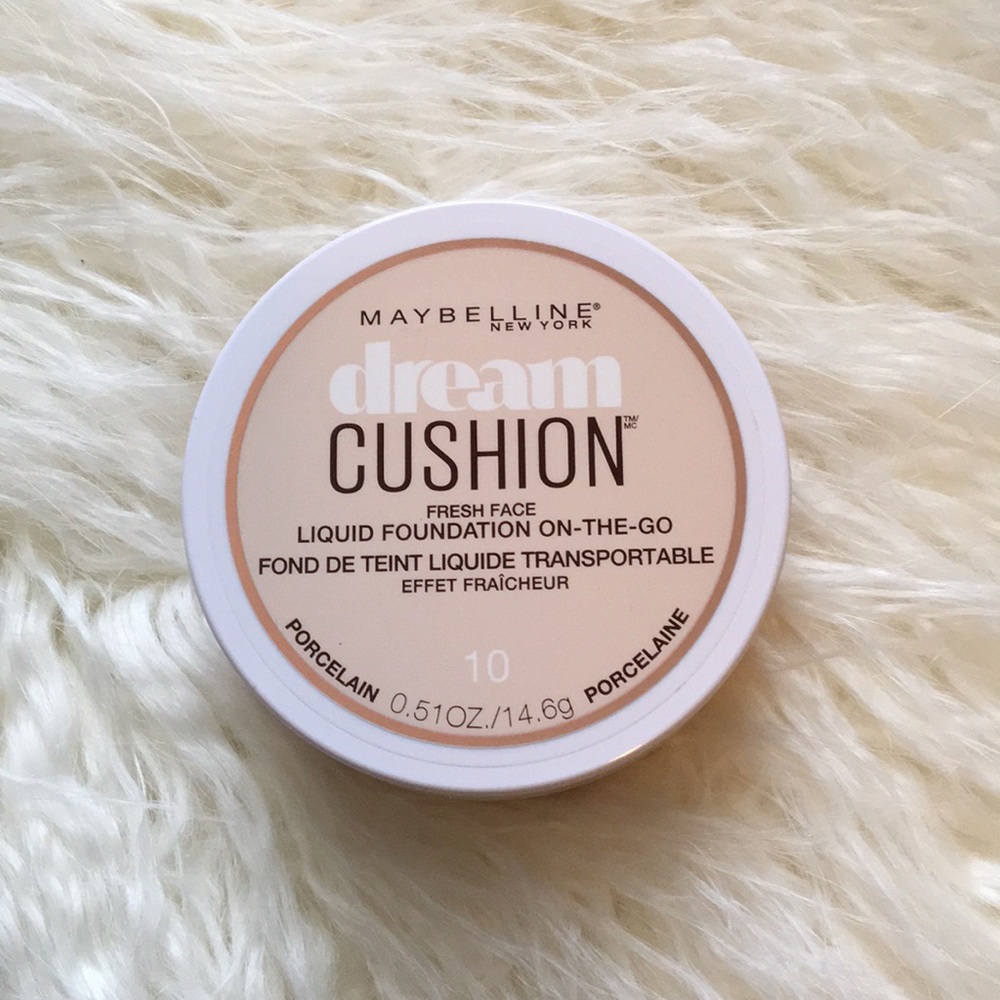 MAYBELLINE®
NEW YORK
dream
CUSHION™/MC
FRESH FACE
LIQUID FOUNDATION ON-THE-GO
FOND DE TEINT LIQUIDE TRANSPORTABLE
EFFET FRAÎCHEUR
10
PORCELAIN 0.51OZ./14.6g PORCELAINE